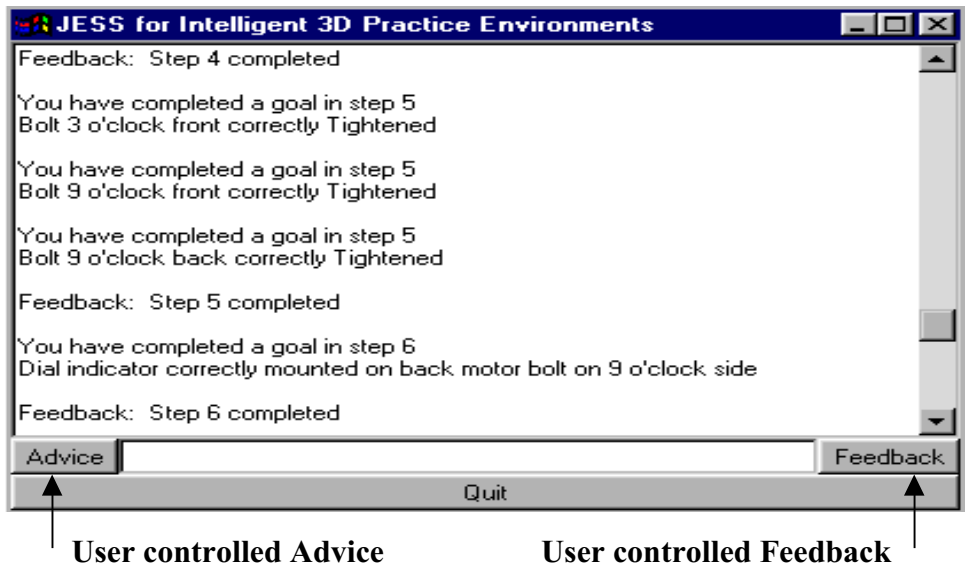 JESS for Intelligent 3D Practice Environments
Feedback:  Step 4 completed
You have completed a goal in step 5
Bolt 3 o'clock front correctly Tightened
You have completed a goal in step 5
Bolt 9 o'clock front correctly Tightened
You have completed a goal in step 5
Bolt 9 o'clock back correctly Tightened
Feedback:  Step 5 completed
You have completed a goal in step 6
Dial indicator correctly mounted on back motor bolt on 9 o'clock side
Feedback:  Step 6 completed
Advice Feedback
Quit
User controlled Advice User controlled Feedback